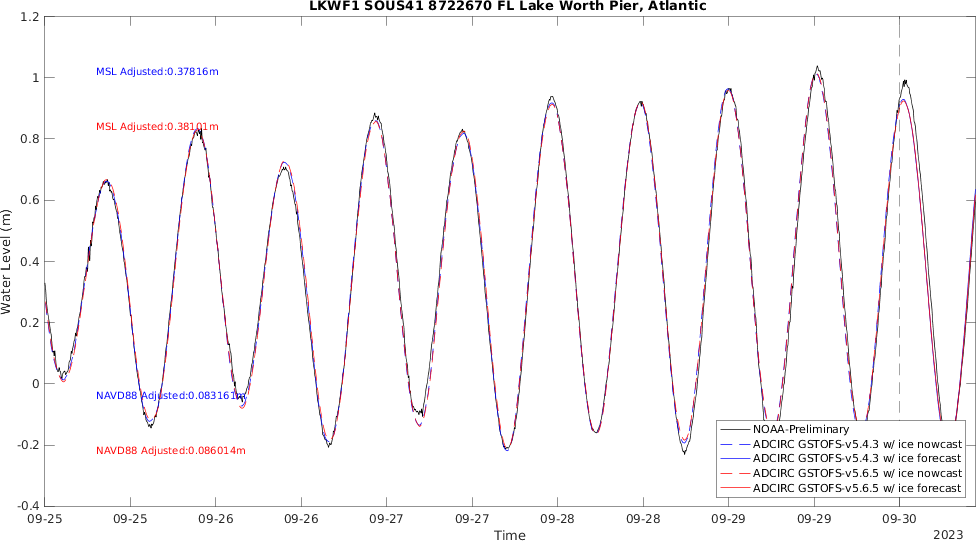 LKWF1 SOUS41 8722670 FL Lake Worth Pier, Atlantic
1.2
1
0.8
0.6
0.4
0.2
0
-0.2
-0.4
Water Level (m)
MSL Adjusted:0.37816m
MSL Adjusted:0.38101m
NAVD88 Adjusted:0.083161m
NAVD88 Adjusted:0.086014m
NOAA-Preliminary
ADCIRC GSTOFS-v5.4.3 w/ ice nowcast
ADCIRC GSTOFS-v5.4.3 w/ ice forecast
ADCIRC GSTOFS-v5.6.5 w/ ice nowcast
ADCIRC GSTOFS-v5.6.5 w/ ice forecast
09-25 09-25 09-26 09-26 09-27 09-27 09-28 09-28 09-29 09-29 09-30
Time
2023